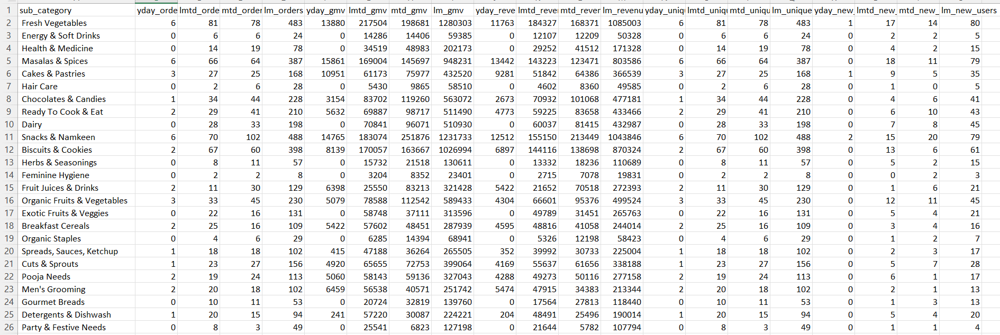 1 sub_category yday_orde lmtd_orde mtd_order lm_orders yday_gmv lmtd_gmv mtd_gmv lm_gmv yday_reve lmtd_reve mtd_rever lm_revenu yday_uniq lmtd_uniqu mtd_uniqu lm_unique yday_new_ lmtd_new_ mtd_new_ lm_new_users
2 Fresh Vegetables 6 81 78 483 13880 217504 198681 1280303 11763 184327 168371 1085003 6 81 78 483 1 17 14 80
3 Energy & Soft Drinks 0 6 6 24 0 14286 14406 59385 0 12107 12209 50328 0 6 6 24 0 2 2 5
4 Health & Medicine 0 14 19 78 0 34519 48983 202173 0 29252 41512 171328 0 14 19 78 0 4 2 15
5 Masalas & Spices 6 66 64 387 15861 169004 145697 948231 13442 143223 123471 803586 6 66 64 387 0 18 11 79
6 Cakes & Pastries 3 27 25 168 10951 61173 75977 432520 9281 51842 64386 366539 3 27 25 168 1 9 5 35
7 Hair Care 0 2 6 28 0 5430 9865 58510 0 4602 8360 49585 0 2 6 28 0 1 0 5
8 Chocolates & Candies 1 34 44 228 3154 83702 119260 563072 2673 70932 101068 477181 1 34 44 228 0 4 6 41
9 Ready To Cook & Eat 2 29 41 210 5632 69887 98717 511490 4773 59225 83658 433466 2 29 41 210 0 6 10 43
10 Dairy 0 28 33 198 0 70841 96071 510930 0 60037 81415 432987 0 28 33 198 0 7 8 45
11 Snacks & Namkeen 6 70 102 488 14765 183074 251876 1231733 12512 155150 213449 1043846 6 70 102 488 2 15 20 79
12 Biscuits & Cookies 2 67 60 398 8139 170057 163667 1026994 6897 144116 138698 870324 2 67 60 398 0 13 6 61
13 Herbs & Seasonings 0 8 11 57 0 15732 21518 130611 0 13332 18236 110689 0 8 11 57 0 5 2 15
14 Feminine Hygiene 0 2 2 8 0 3204 8352 23401 0 2715 7078 19831 0 2 2 8 0 0 2 3
15 Fruit Juices & Drinks 2 11 30 129 6398 25550 83213 321428 5422 21652 70518 272393 2 11 30 129 0 1 6 21
16 Organic Fruits & Vegetables 3 33 45 230 5079 78588 112542 589433 4304 66601 95376 499524 3 33 45 230 0 12 11 45
17 Exotic Fruits & Veggies 0 22 16 131 0 58748 37111 313596 0 49789 31451 265763 0 22 16 131 0 5 4 21
18 Breakfast Cereals 2 25 16 109 5422 57602 48451 287939 4595 48816 41058 244014 2 25 16 109 0 3 4 16
19 Organic Staples 0 4 6 29 0 6285 14394 68941 0 5326 12198 58423 0 4 6 29 0 1 2 7
20 Spreads, Sauces, Ketchup 1 18 18 102 415 47188 36264 265505 352 39992 30733 225004 1 18 18 102 0 2 3 17
21 Cuts & Sprouts 1 23 27 156 4920 65655 72753 399064 4169 55637 61656 338188 1 23 27 156 0 5 7 28
22 Pooja Needs 2 19 24 113 5060 58143 59136 327043 4288 49273 50116 277158 2 19 24 113 0 6 1 17
23 Men's Grooming 2 20 18 102 6459 56538 40571 251742 5474 47915 34383 213344 2 20 18 102 0 2 1 13
24 Gourmet Breads 0 10 11 53 0 20724 32819 139760 0 17564 27813 118440 0 10 11 53 0 1 3 13
25 Detergents & Dishwash 1 20 15 94 241 57220 30087 224221 204 48491 25496 190014 1 20 15 94 0 5 4 20
26 Party & Festive Needs 0 8 3 49 0 25541 6823 127198 0 21644 5782 107794 0 8 3 49 0 1 1 4